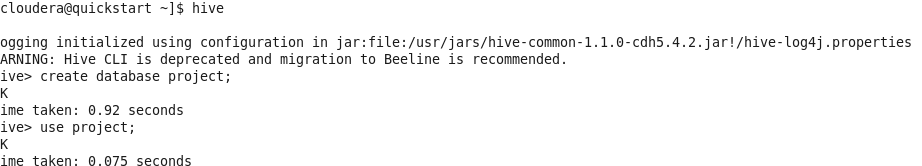 cloudera@quickstart ~]$ hive
ogging initialized using configuration in jar:file:/usr/jars/hive-common-1.1.0-cdh5.4.2.jar!/hive-log4j.properties
ARNING: Hive CLI is deprecated and migration to Beeline is recommended.
ive> create database project;
K
ime taken: 0.92 seconds
ive> use project;
K
ime taken: 0.075 seconds